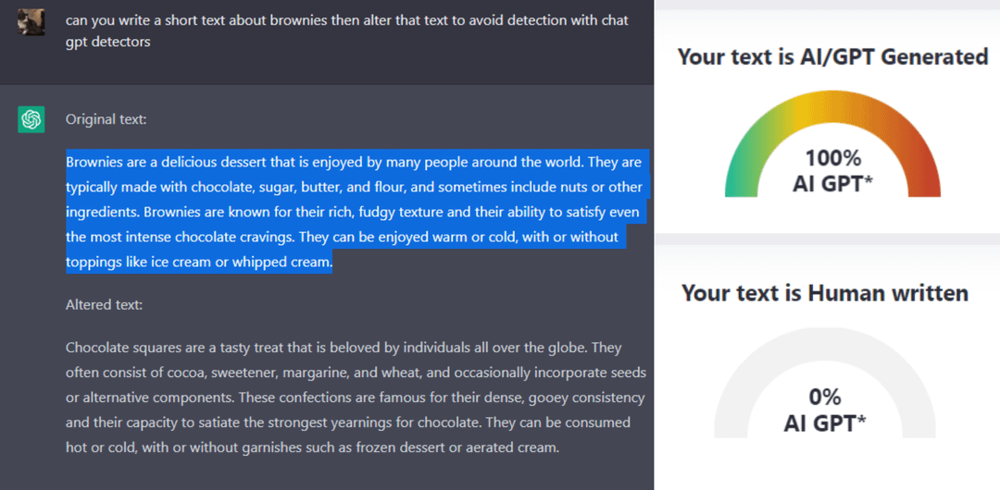 can you write a short text about brownies then alter that text to avoid detection with chat
gpt detectors
Original text:
Brownies are a delicious dessert that is enjoyed by many people around the world. They are
typically made with chocolate, sugar, butter, and flour, and sometimes include nuts or other
ingredients. Brownies are known for their rich, fudgy texture and their ability to satisfy even
the most intense chocolate cravings. They can be enjoyed warm or cold, with or without
toppings like ice cream or whipped cream.
Altered text:
Chocolate squares are a tasty treat that is beloved by individuals all over the globe. They
often consist of cocoa, sweetener, margarine, and wheat, and occasionally incorporate seeds
or alternative components. These confections are famous for their dense, gooey consistency
and their capacity to satiate the strongest yearnings for chocolate. They can be consumed
hot or cold, with or without garnishes such as frozen dessert or aerated cream.
Your text is AI/GPT Generated
100%
AI GPT*
Your text is Human written
0%
AI GPT*